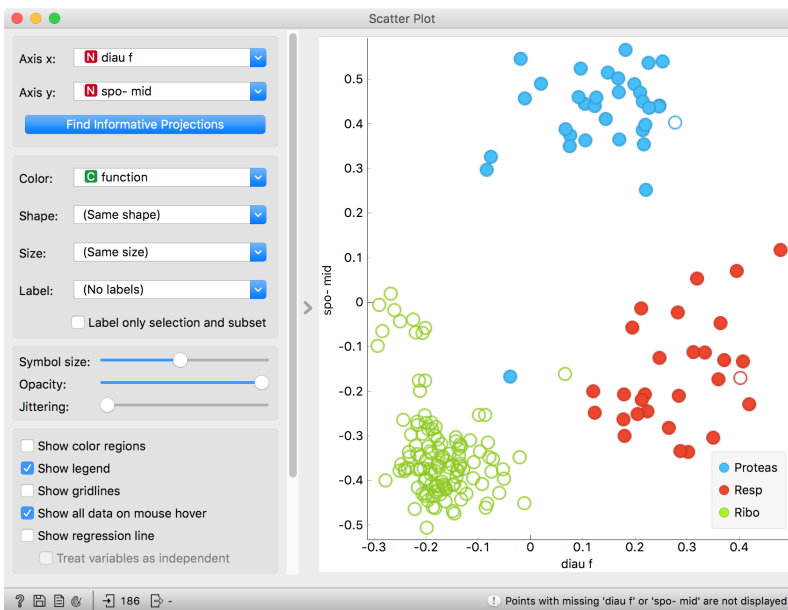 Scatter Plot
Axis x: N diau f
Axis y: N spo- mid
Find Informative Projections
Color: C function
Shape: (Same shape)
Size: (Same size)
Label: (No labels)
Label only selection and subset
Symbol size:
Opacity:
Jittering:
Show color regions
Show legend
Show gridlines
Show all data on mouse hover
Show regression line
Treat variables as independent
spo- mid
0.5
0.4
0.3
0.2
0.1
0
-0.1
-0.2
-0.3
-0.4
-0.5
Proteas
Resp
Ribo
-0.3 -0.2 -0.1 0 0.1 0.2 0.3 0.4
diau f
? 186 - ! Points with missing 'diau f' or 'spo- mid' are not displayed